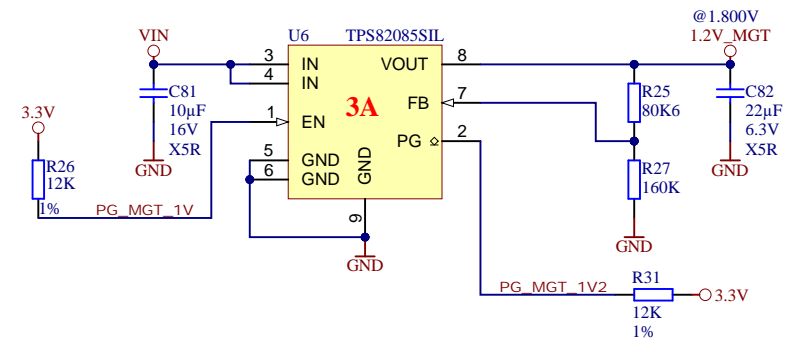 @1.800V
VIN
U6 TPS82085SIL
1.2V_MGT
3 IN VOUT 8
4 IN
C81
10µF
16V
X5R
GND
3.3V
1 EN
3A
FB 7
PG 2
R25
80K6
C82
22µF
6.3V
X5R
GND
5 GND
6 GND
GND
9
GND
R26
12K
1%
PG_MGT_1V
R27
160K
GND
PG_MGT_1V2
R31
12K
1%
3.3V